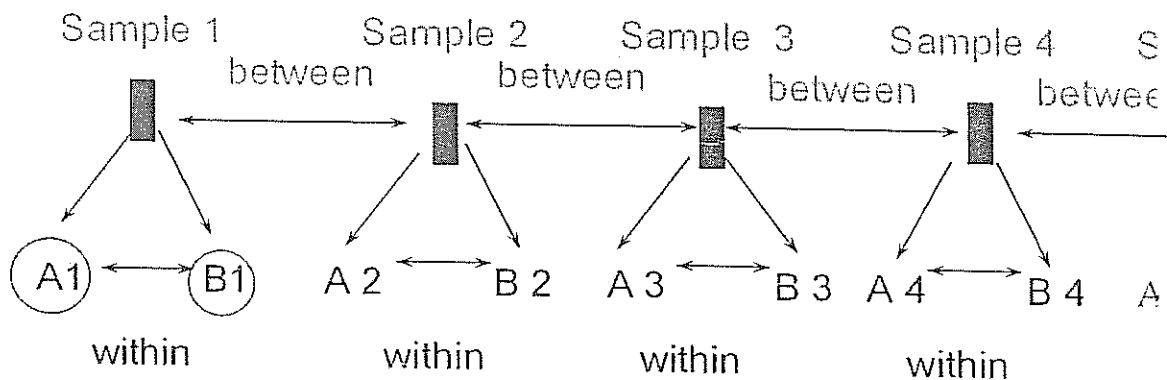 Sample 1 Sample 2 Sample 3 Sample 4 S
between between between betwee
A1 B1 A 2 B 2 A 3 B 3 A 4 B 4 A
within within within within